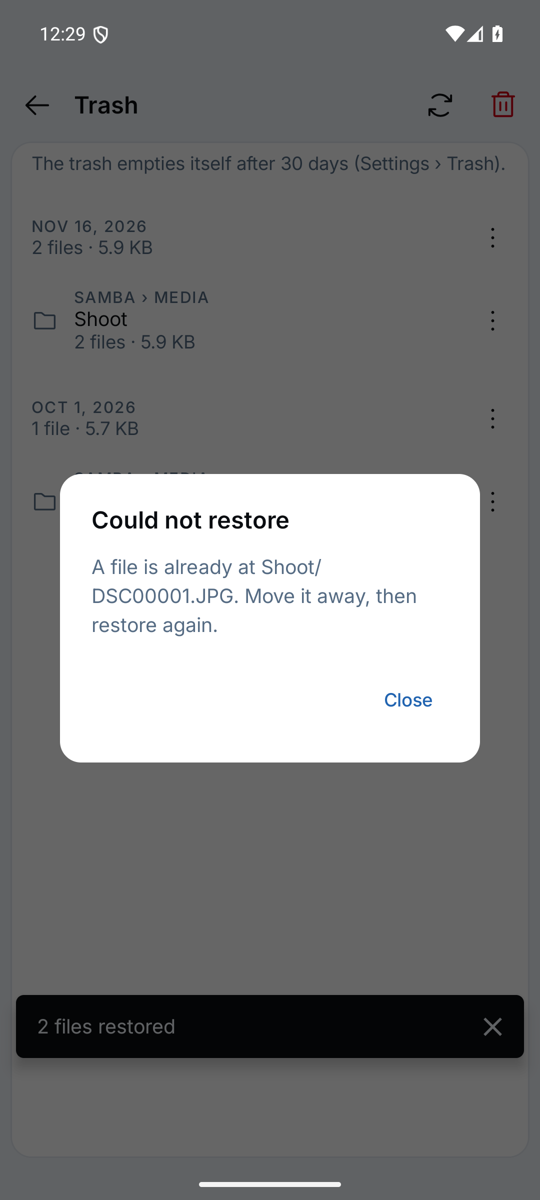 12:29
Trash
The trash empties itself after 30 days (Settings › Trash).
NOV 16, 2026
2 files · 5.9 KB
SAMBA › MEDIA
Shoot
2 files · 5.9 KB
OCT 1, 2026
1 file · 5.7 KB
Could not restore
A file is already at Shoot/
DSC00001.JPG. Move it away, then
restore again.
Close
2 files restored